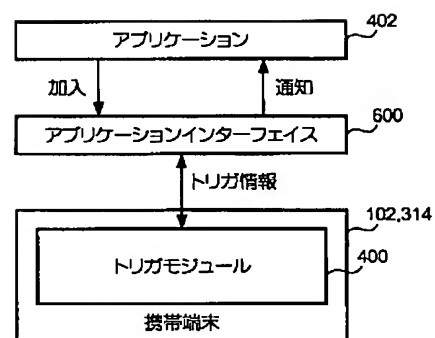 アプリケーション
402
加入
通知
アプリケーションインターフェイス
600
トリガ情報
102,314
トリガモジュール
400
携帯端末